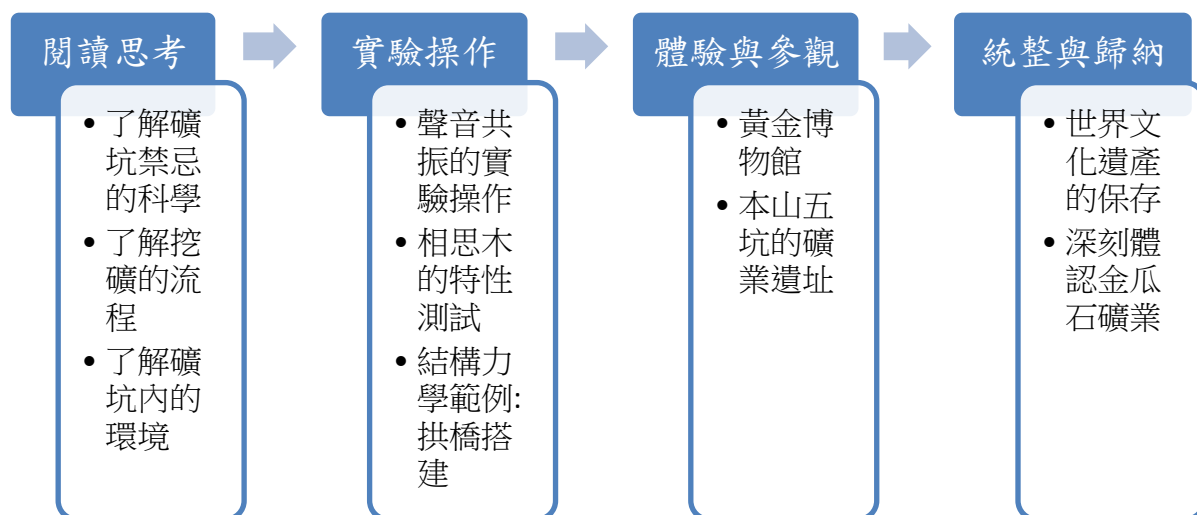 閱讀思考
• 了解礦
坑禁忌
的科學
• 了解挖
礦的流
程
• 了解礦
坑內的
環境
實驗操作
• 聲音共
振的實
驗操作
• 相思木
的特性
測試
• 結構力
學範例:
拱橋搭
建
體驗與參觀
• 黃金博
物館
• 本山五
坑的礦
業遺址
統整與歸納
• 世界文
化遺產
的保存
• 深刻體
認金瓜
石礦業